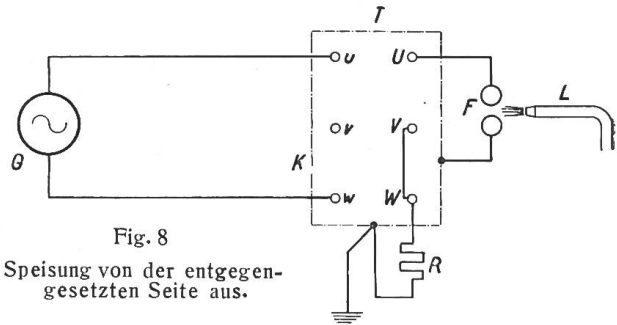 T
u U
F L
v V
G K
w W
R
Fig. 8
Speisung von der entgegen-
gesetzten Seite aus.